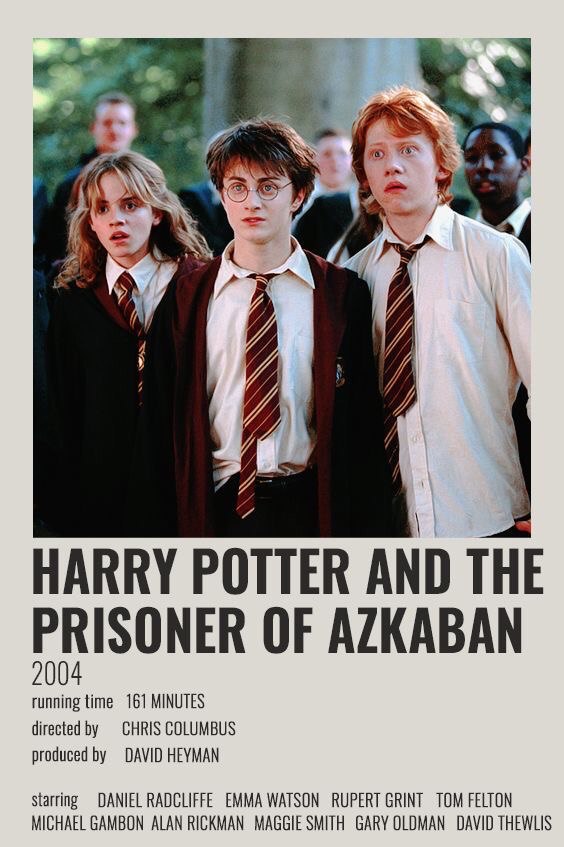 HARRY POTTER AND THE
PRISONER OF AZKABAN
2004
running time 161 MINUTES
directed by CHRIS COLUMBUS
produced by DAVID HEYMAN
starring DANIEL RADCLIFFE EMMA WATSON RUPERT GRINT TOM FELTON
MICHAEL GAMBON ALAN RICKMAN MAGGIE SMITH GARY OLDMAN DAVID THEWLIS